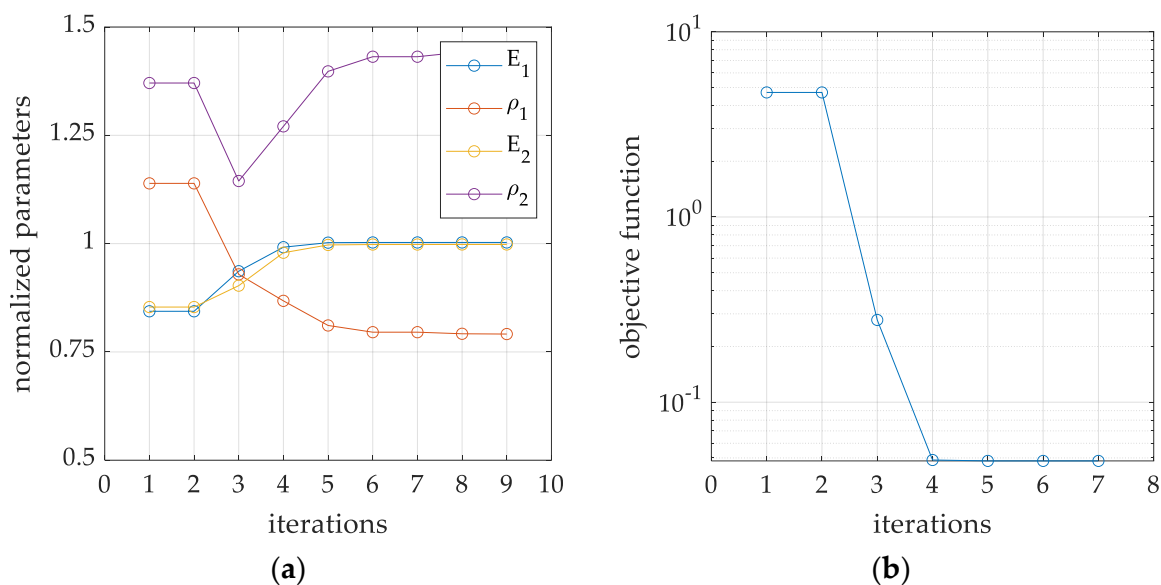 1.5
1.25
1
0.75
0.5
normalized parameters
E1
ρ1
E2
ρ2
0 1 2 3 4 5 6 7 8 9 10
iterations
(a)
10^1
10^0
10^-1
objective function
0 1 2 3 4 5 6 7 8
iterations
(b)